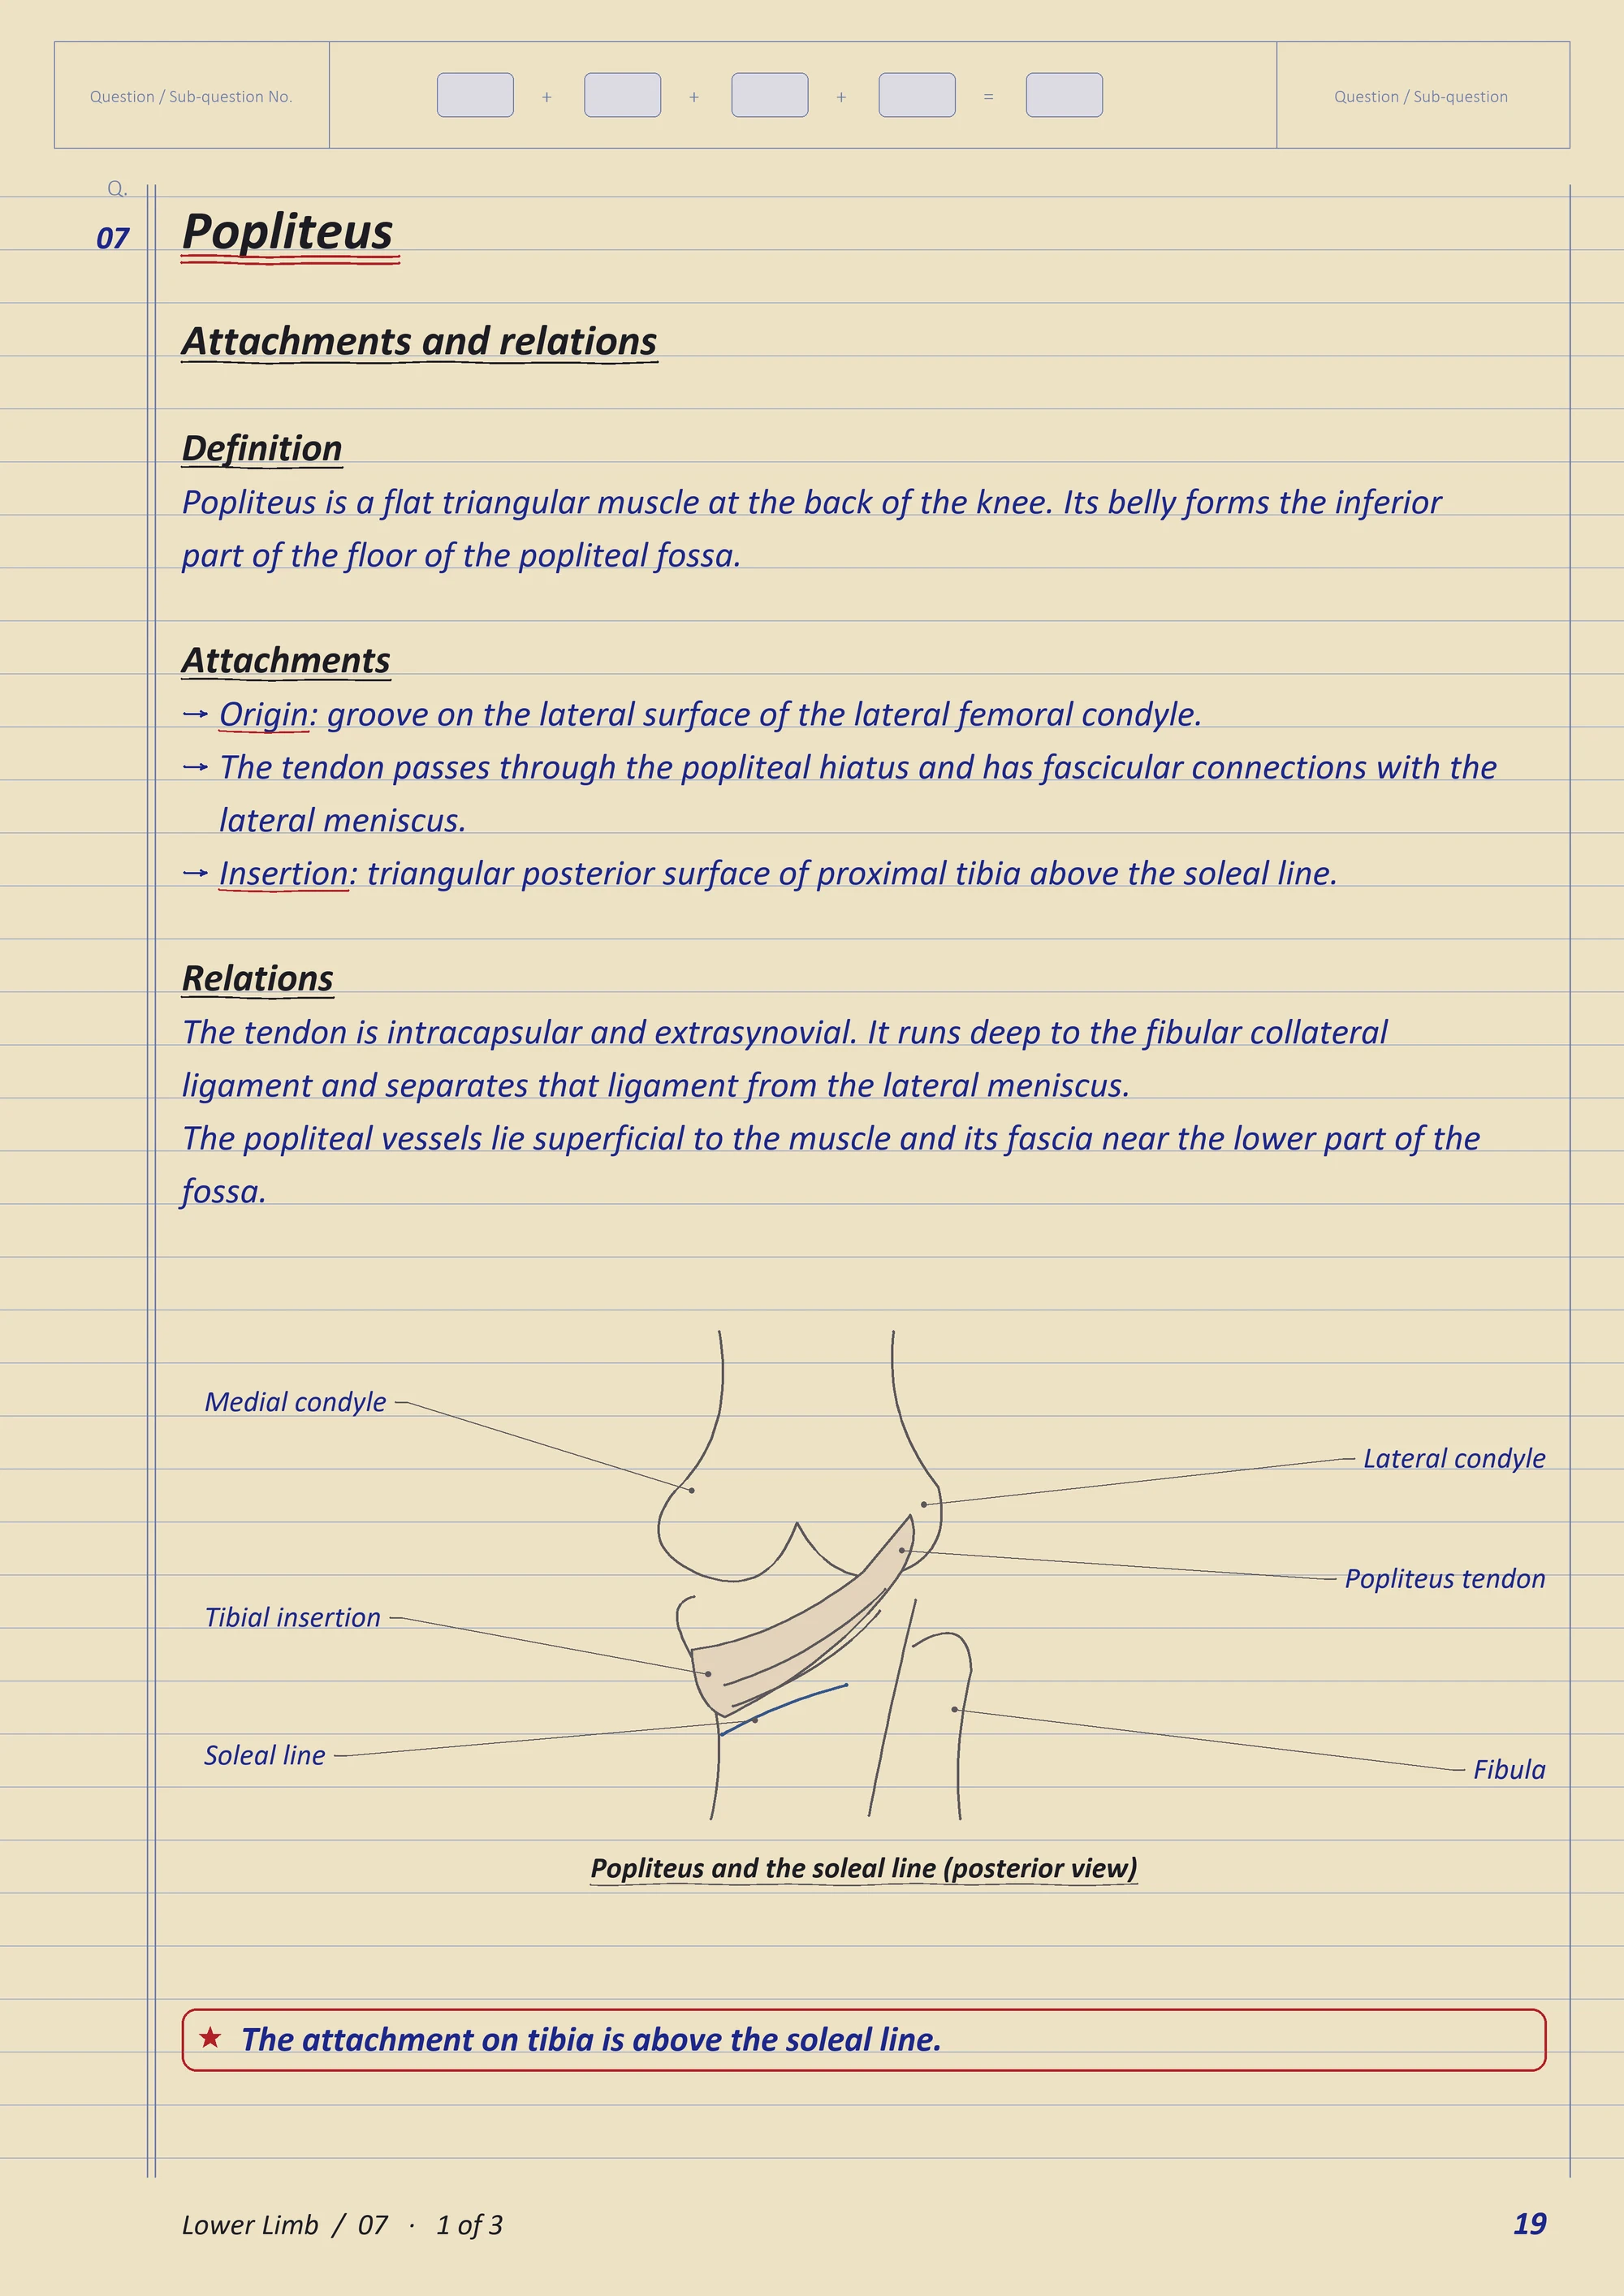 Question / Sub-question No.
+ + + =
Question / Sub-question
Q.
07
Popliteus
Attachments and relations
Definition
Popliteus is a flat triangular muscle at the back of the knee. Its belly forms the inferior
part of the floor of the popliteal fossa.
Attachments
→ Origin: groove on the lateral surface of the lateral femoral condyle.
→ The tendon passes through the popliteal hiatus and has fascicular connections with the
lateral meniscus.
→ Insertion: triangular posterior surface of proximal tibia above the soleal line.
Relations
The tendon is intracapsular and extrasynovial. It runs deep to the fibular collateral
ligament and separates that ligament from the lateral meniscus.
The popliteal vessels lie superficial to the muscle and its fascia near the lower part of the
fossa.
Medial condyle
Lateral condyle
Popliteus tendon
Tibial insertion
Soleal line
Fibula
Popliteus and the soleal line (posterior view)
★ The attachment on tibia is above the soleal line.
Lower Limb / 07 · 1 of 3
19